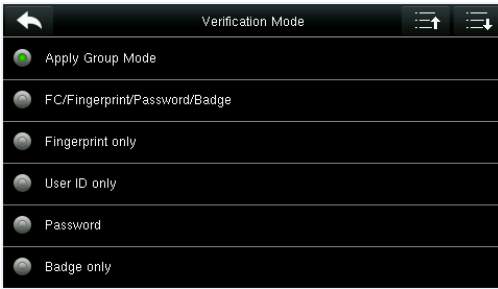 Verification Mode
Apply Group Mode
FC/Fingerprint/Password/Badge
Fingerprint only
User ID only
Password
Badge only